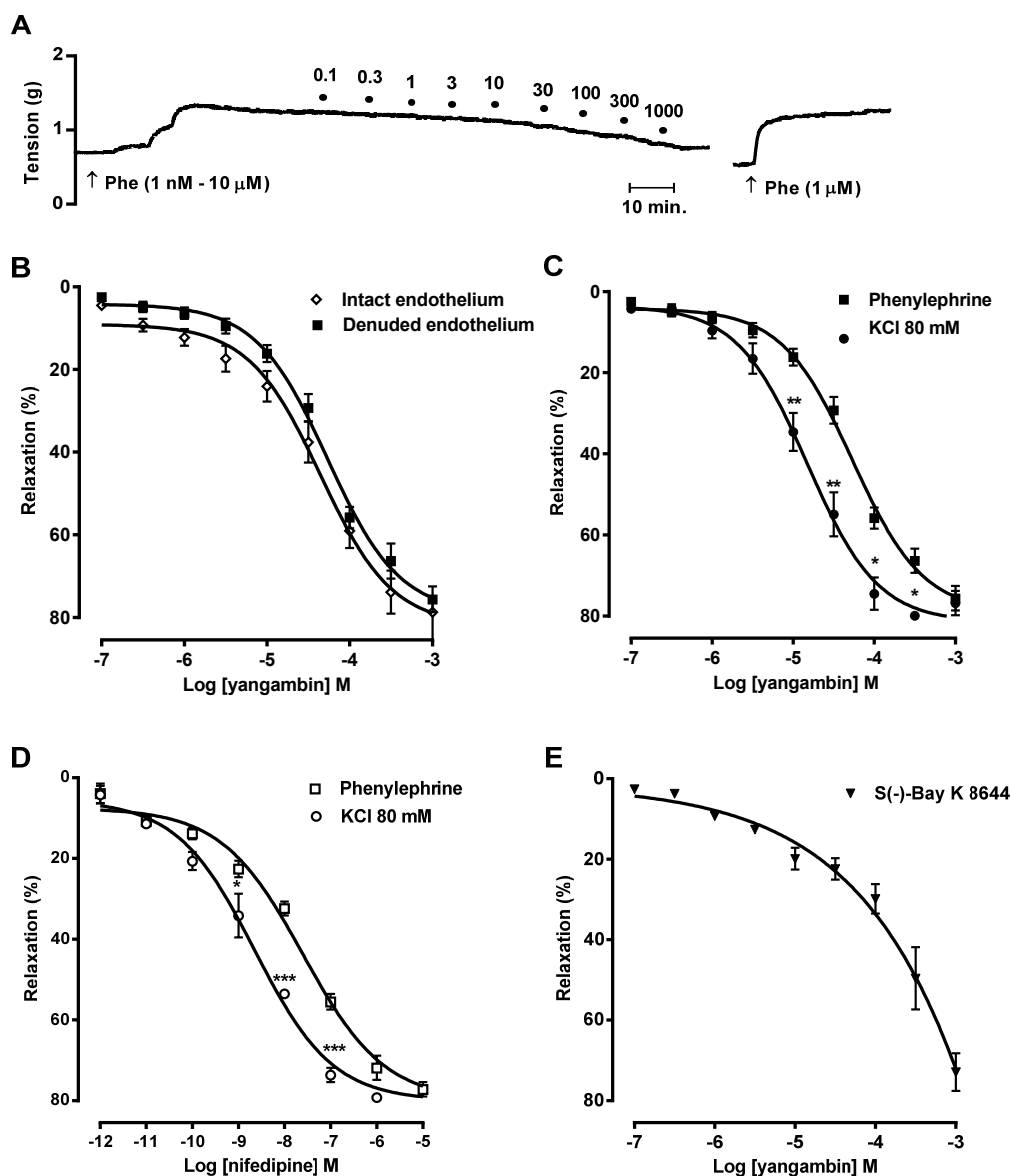 A
Tension (g)
2
1
0
0.1 0.3 1 3 10 30 100 300 1000
↑ Phe (1 nM - 10 μM)
10 min.
↑ Phe (1 μM)
B
Relaxation (%)
0
20
40
60
80
Intact endothelium
Denuded endothelium
-7 -6 -5 -4 -3
Log [yangambin] M
C
Relaxation (%)
0
20
40
60
80
Phenylephrine
KCl 80 mM
**
**
*
*
-7 -6 -5 -4 -3
Log [yangambin] M
D
Relaxation (%)
0
20
40
60
80
Phenylephrine
KCl 80 mM
*
***
***
-12 -11 -10 -9 -8 -7 -6 -5
Log [nifedipine] M
E
Relaxation (%)
0
20
40
60
80
S(-)-Bay K 8644
-7 -6 -5 -4 -3
Log [yangambin] M